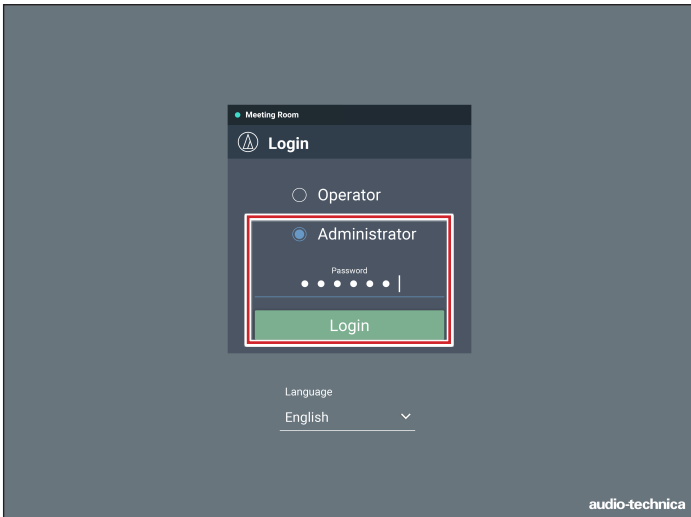 Meeting Room
Login
Operator
Administrator
Password
Login
Language
English
audio-technica